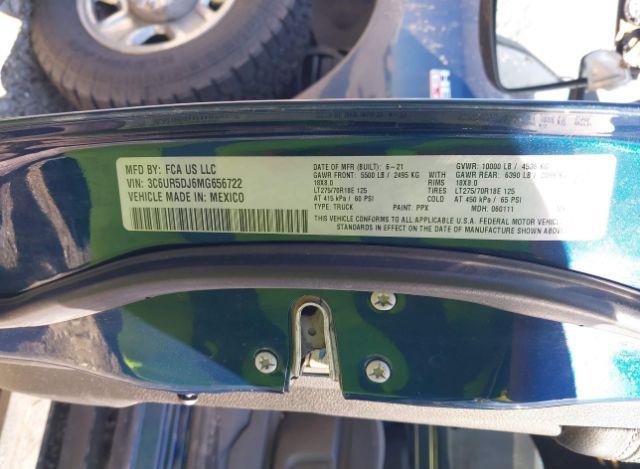 MFD BY: FCA US LLC
VIN: 3C6UR5DJ6MG656722
VEHICLE MADE IN: MEXICO
DATE OF MFR (BUILT): 6-21 GVWR: 10000 LB / 4536 KG
GAWR FRONT: 5500 LB / 2495 KG WITH GAWR REAR: 6390 LB / KG
18X8.0 RIMS 18X8.0
LT275/70R18E 125 TIRES LT275/70R18E 125
AT 415 kPa / 60 PSI AT 450 kPa / 65 PSI
TYPE: TRUCK PAINT: PPX MDH: 060111
THIS VEHICLE CONFORMS TO ALL APPLICABLE U.S.A. FEDERAL MOTOR VEHICLE
STANDARDS IN EFFECT ON THE DATE OF MANUFACTURE SHOWN ABOVE.